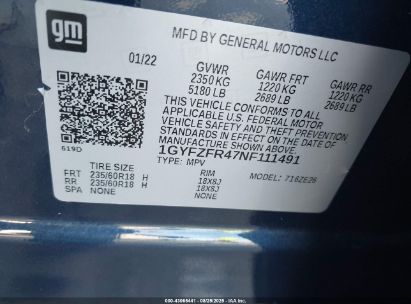 gm
MFD BY GENERAL MOTORS LLC
01/22
GVWR GAWR FRT GAWR RR
2350 KG 1220 KG 1220 KG
5180 LB 2689 LB 2689 LB
THIS VEHICLE CONFORMS TO ALL APPLICABLE
U.S. FEDERAL MOTOR VEHICLE SAFETY
BUMPER, AND THEFT PREVENTION STANDARDS
IN EFFECT ON THE DATE OF
MANUFACTURE SHOWN ABOVE.
1GYFZFR47NF111491
619D
TYPE: MPV
MODEL:
TIRE SIZE RIM
FRT 235/60R18 H 18X8J
RR 235/60R18 H 18X8J
SPA NONE NONE